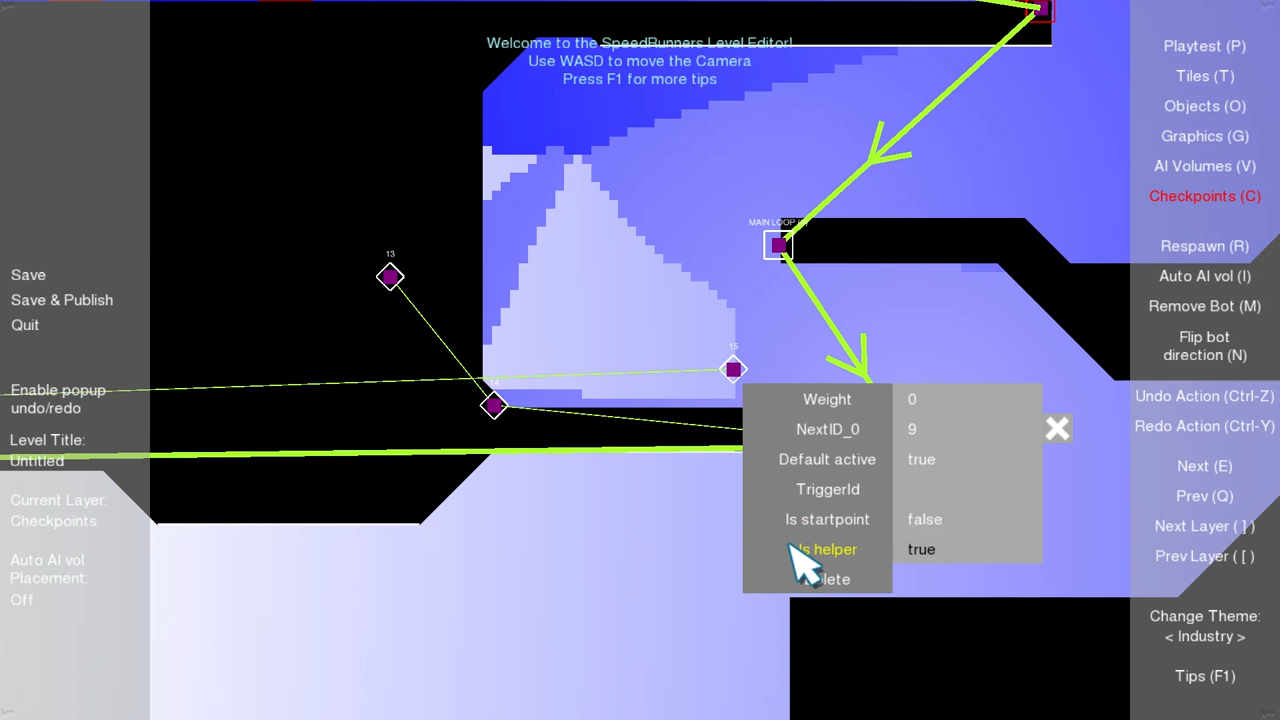 Welcome to the SpeedRunners Level Editor!
Use WASD to move the Camera
Press F1 for more tips
Playtest (P)
Tiles (T)
Objects (O)
Graphics (G)
AI Volumes (V)
Checkpoints (C)
Respawn (R)
Auto AI vol (I)
Remove Bot (M)
Flip bot
direction (N)
Undo Action (Ctrl-Z)
Redo Action (Ctrl-Y)
Next (E)
Prev (Q)
Next Layer ( ] )
Prev Layer ( [ )
Change Theme:
< Industry >
Tips (F1)
Save
Save & Publish
Quit
Enable popup
undo/redo
Level Title:
Untitled
Current Layer:
Checkpoints
Auto AI vol
Placement:
Off
MAIN LOOP
13
14
15
Weight 0
NextID_0 9
Default active true
TriggerId
Is startpoint false
helper true